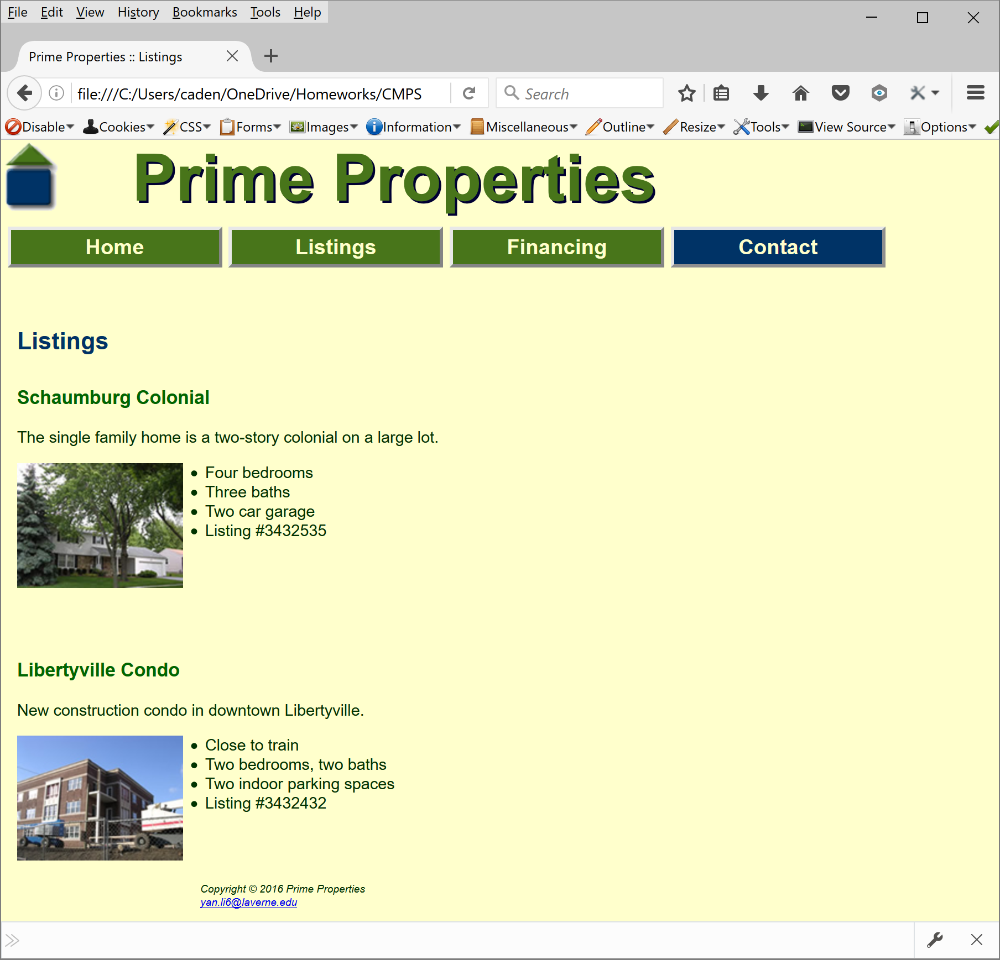 File Edit View History Bookmarks Tools Help
Prime Properties :: Listings
file:///C:/Users/caden/OneDrive/Homeworks/CMPS
Search
Disable Cookies CSS Forms Images Information Miscellaneous Outline Resize Tools View Source Options
Prime Properties
Home Listings Financing Contact
Listings
Schaumburg Colonial
The single family home is a two-story colonial on a large lot.
Four bedrooms
Three baths
Two car garage
Listing #3432535
Libertyville Condo
New construction condo in downtown Libertyville.
Close to train
Two bedrooms, two baths
Two indoor parking spaces
Listing #3432432
Copyright © 2016 Prime Properties
yan.li6@laverne.edu